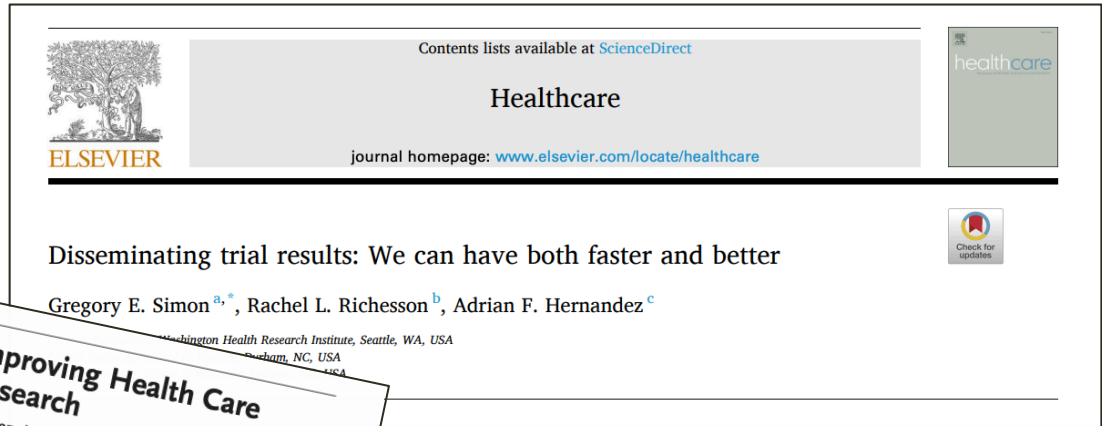 Contents lists available at ScienceDirect
healthcare
Healthcare
ELSEVIER
journal homepage: www.elsevier.com/locate/healthcare
Check for
updates
Disseminating trial results: We can have both faster and better
Gregory E. Simon a,*, Rachel L. Richesson b, Adrian F. Hernandez c
Washington Health Research Institute, Seattle, WA, USA
Durham, NC, USA
USA
proving Health Care
search